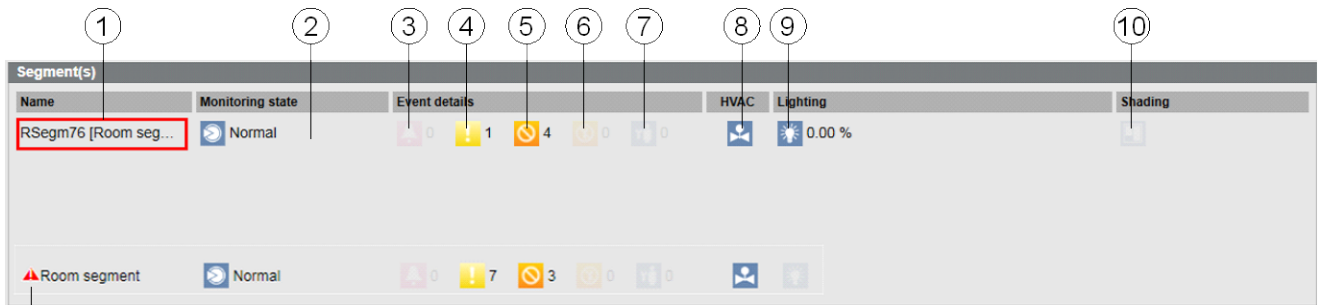 1 2 3 4 5 6 7 8 9 10
Segment(s)
Name Monitoring state Event details HVAC Lighting Shading
RSegm76 [Room seg... Normal 0 1 4 0 0 0.00 %
Room segment Normal 0 7 3 0 0